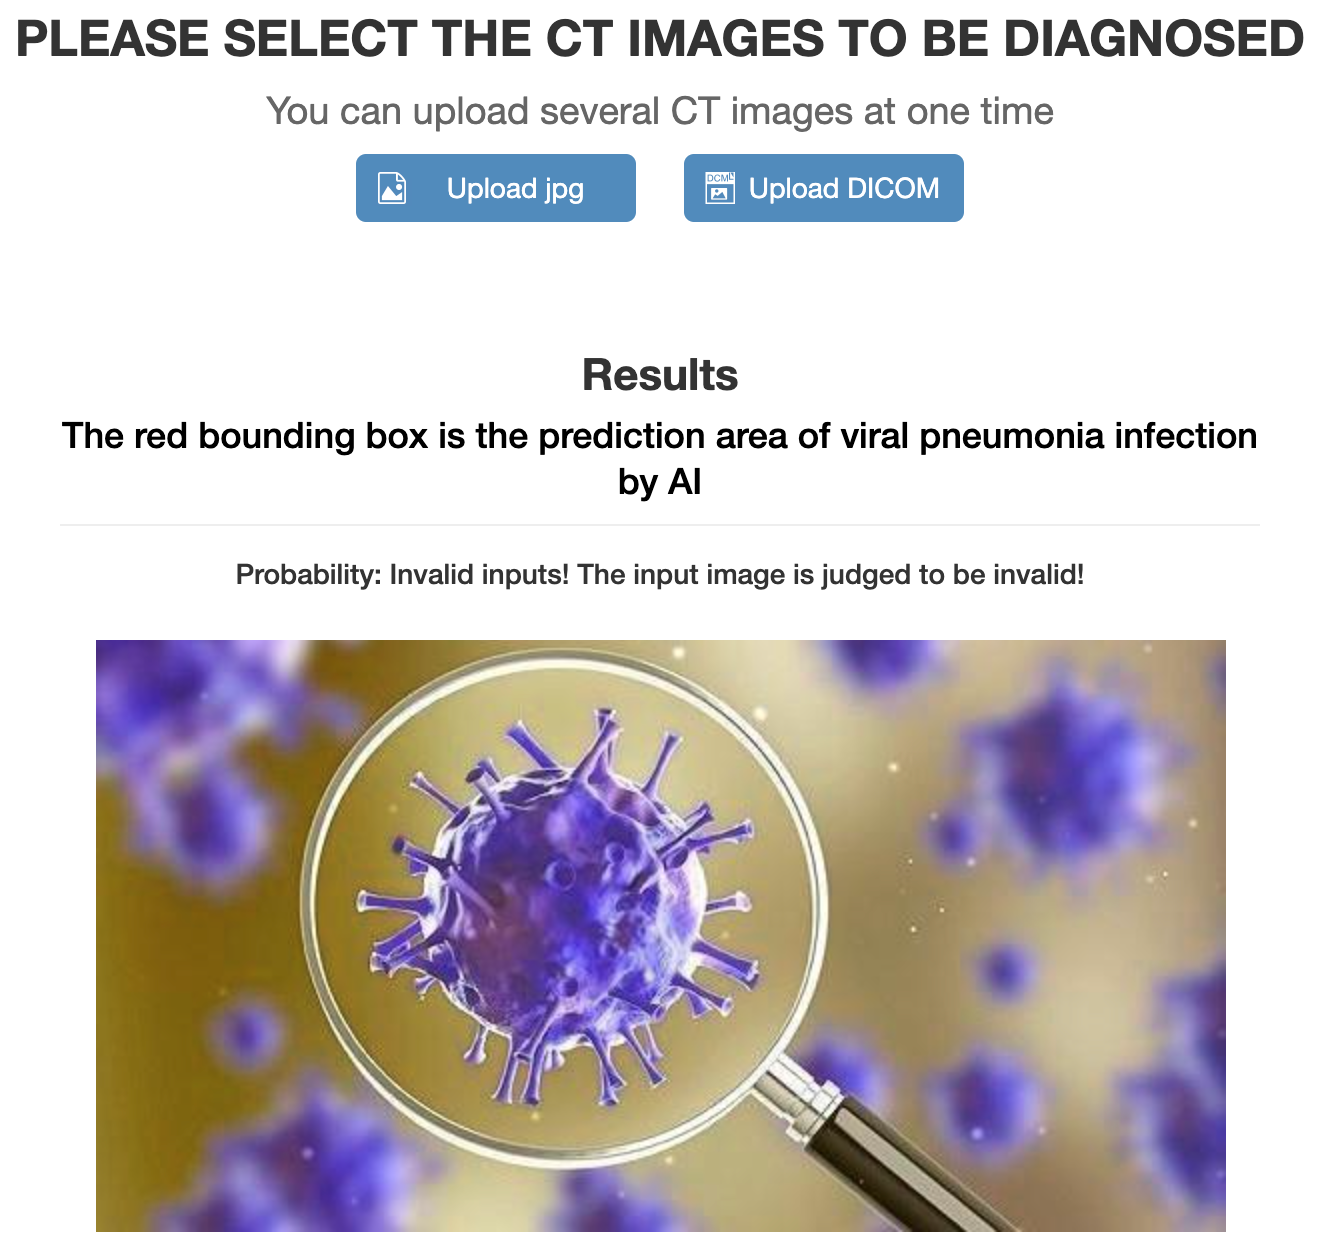 PLEASE SELECT THE CT IMAGES TO BE DIAGNOSED
You can upload several CT images at one time
Upload jpg
DCM Upload DICOM
Results
The red bounding box is the prediction area of viral pneumonia infection
by AI
Probability: Invalid inputs! The input image is judged to be invalid!